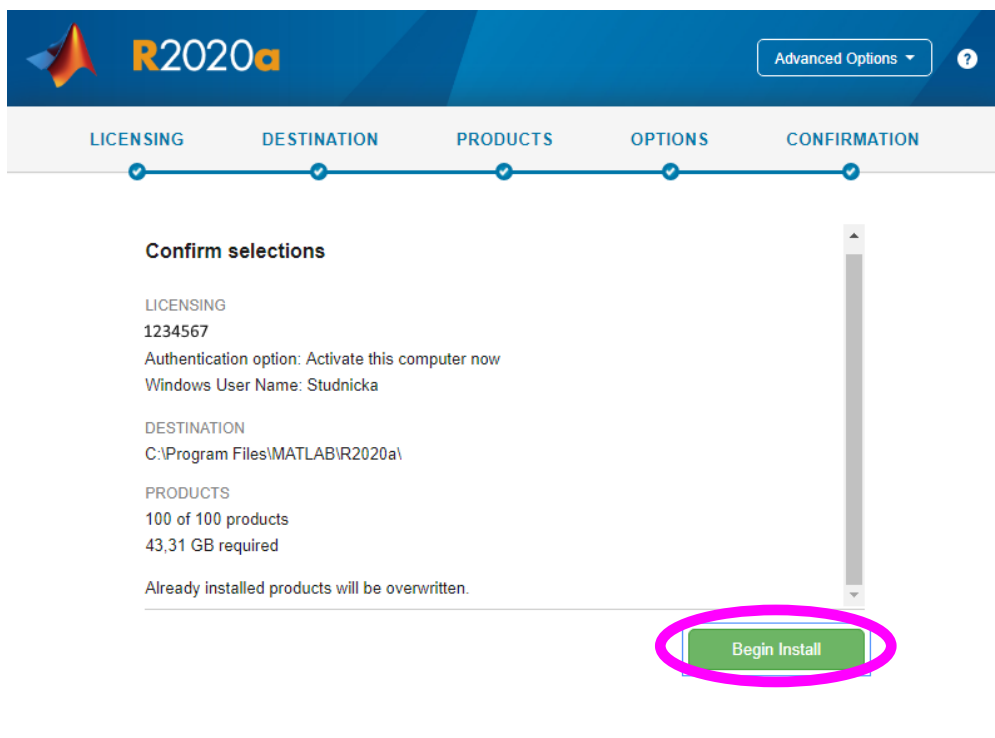 R2020a
Advanced Options
?
LICENSING DESTINATION PRODUCTS OPTIONS CONFIRMATION
Confirm selections
LICENSING
1234567
Authentication option: Activate this computer now
Windows User Name: Studnicka
DESTINATION
C:\Program Files\MATLAB\R2020a\
PRODUCTS
100 of 100 products
43,31 GB required
Already installed products will be overwritten.
Begin Install